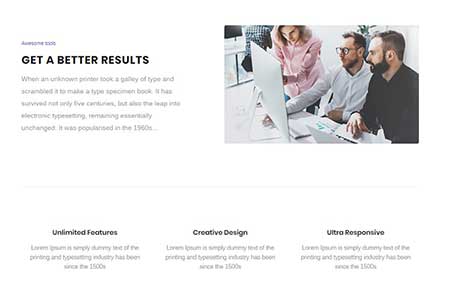 Awesome tools
GET A BETTER RESULTS
When an unknown printer took a galley of type and
scrambled it to make a type specimen book. It has
survived not only five centuries, but also the leap into
electronic typesetting, remaining essentially
unchanged. It was popularised in the 1960s...
Unlimited Features
Lorem Ipsum is simply dummy text of the
printing and typesetting industry has been
since the 1500s
Creative Design
Lorem Ipsum is simply dummy text of the
printing and typesetting industry has been
since the 1500s
Ultra Responsive
Lorem Ipsum is simply dummy text of the
printing and typesetting industry has been
since the 1500s